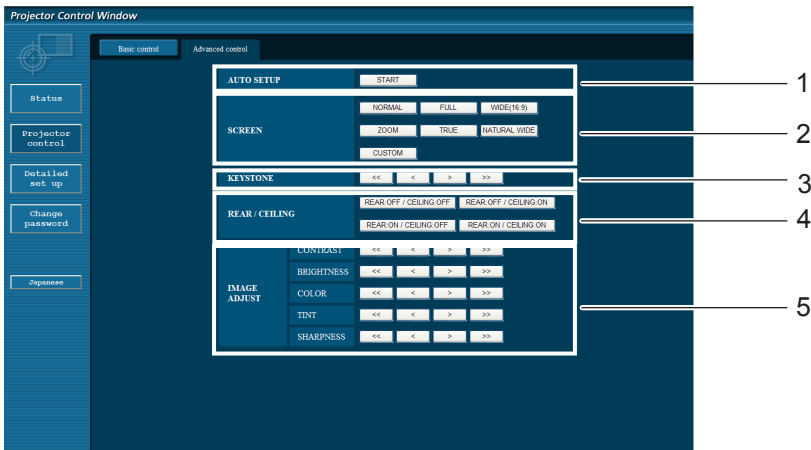 Projector Control Window
Basic control Advanced control
AUTO SETUP START 1
Status
SCREEN NORMAL FULL WIDE(16:9) 2
ZOOM TRUE NATURAL WIDE
CUSTOM
Projector control
KEYSTONE << < > >> 3
Detailed set up
REAR / CEILING REAR:OFF / CEILING:OFF REAR:OFF / CEILING:ON 4
REAR:ON / CEILING:OFF REAR:ON / CEILING:ON
Change password
IMAGE ADJUST 5
CONTRAST << < > >>
BRIGHTNESS << < > >>
COLOR << < > >>
TINT << < > >>
SHARPNESS << < > >>
Japanese